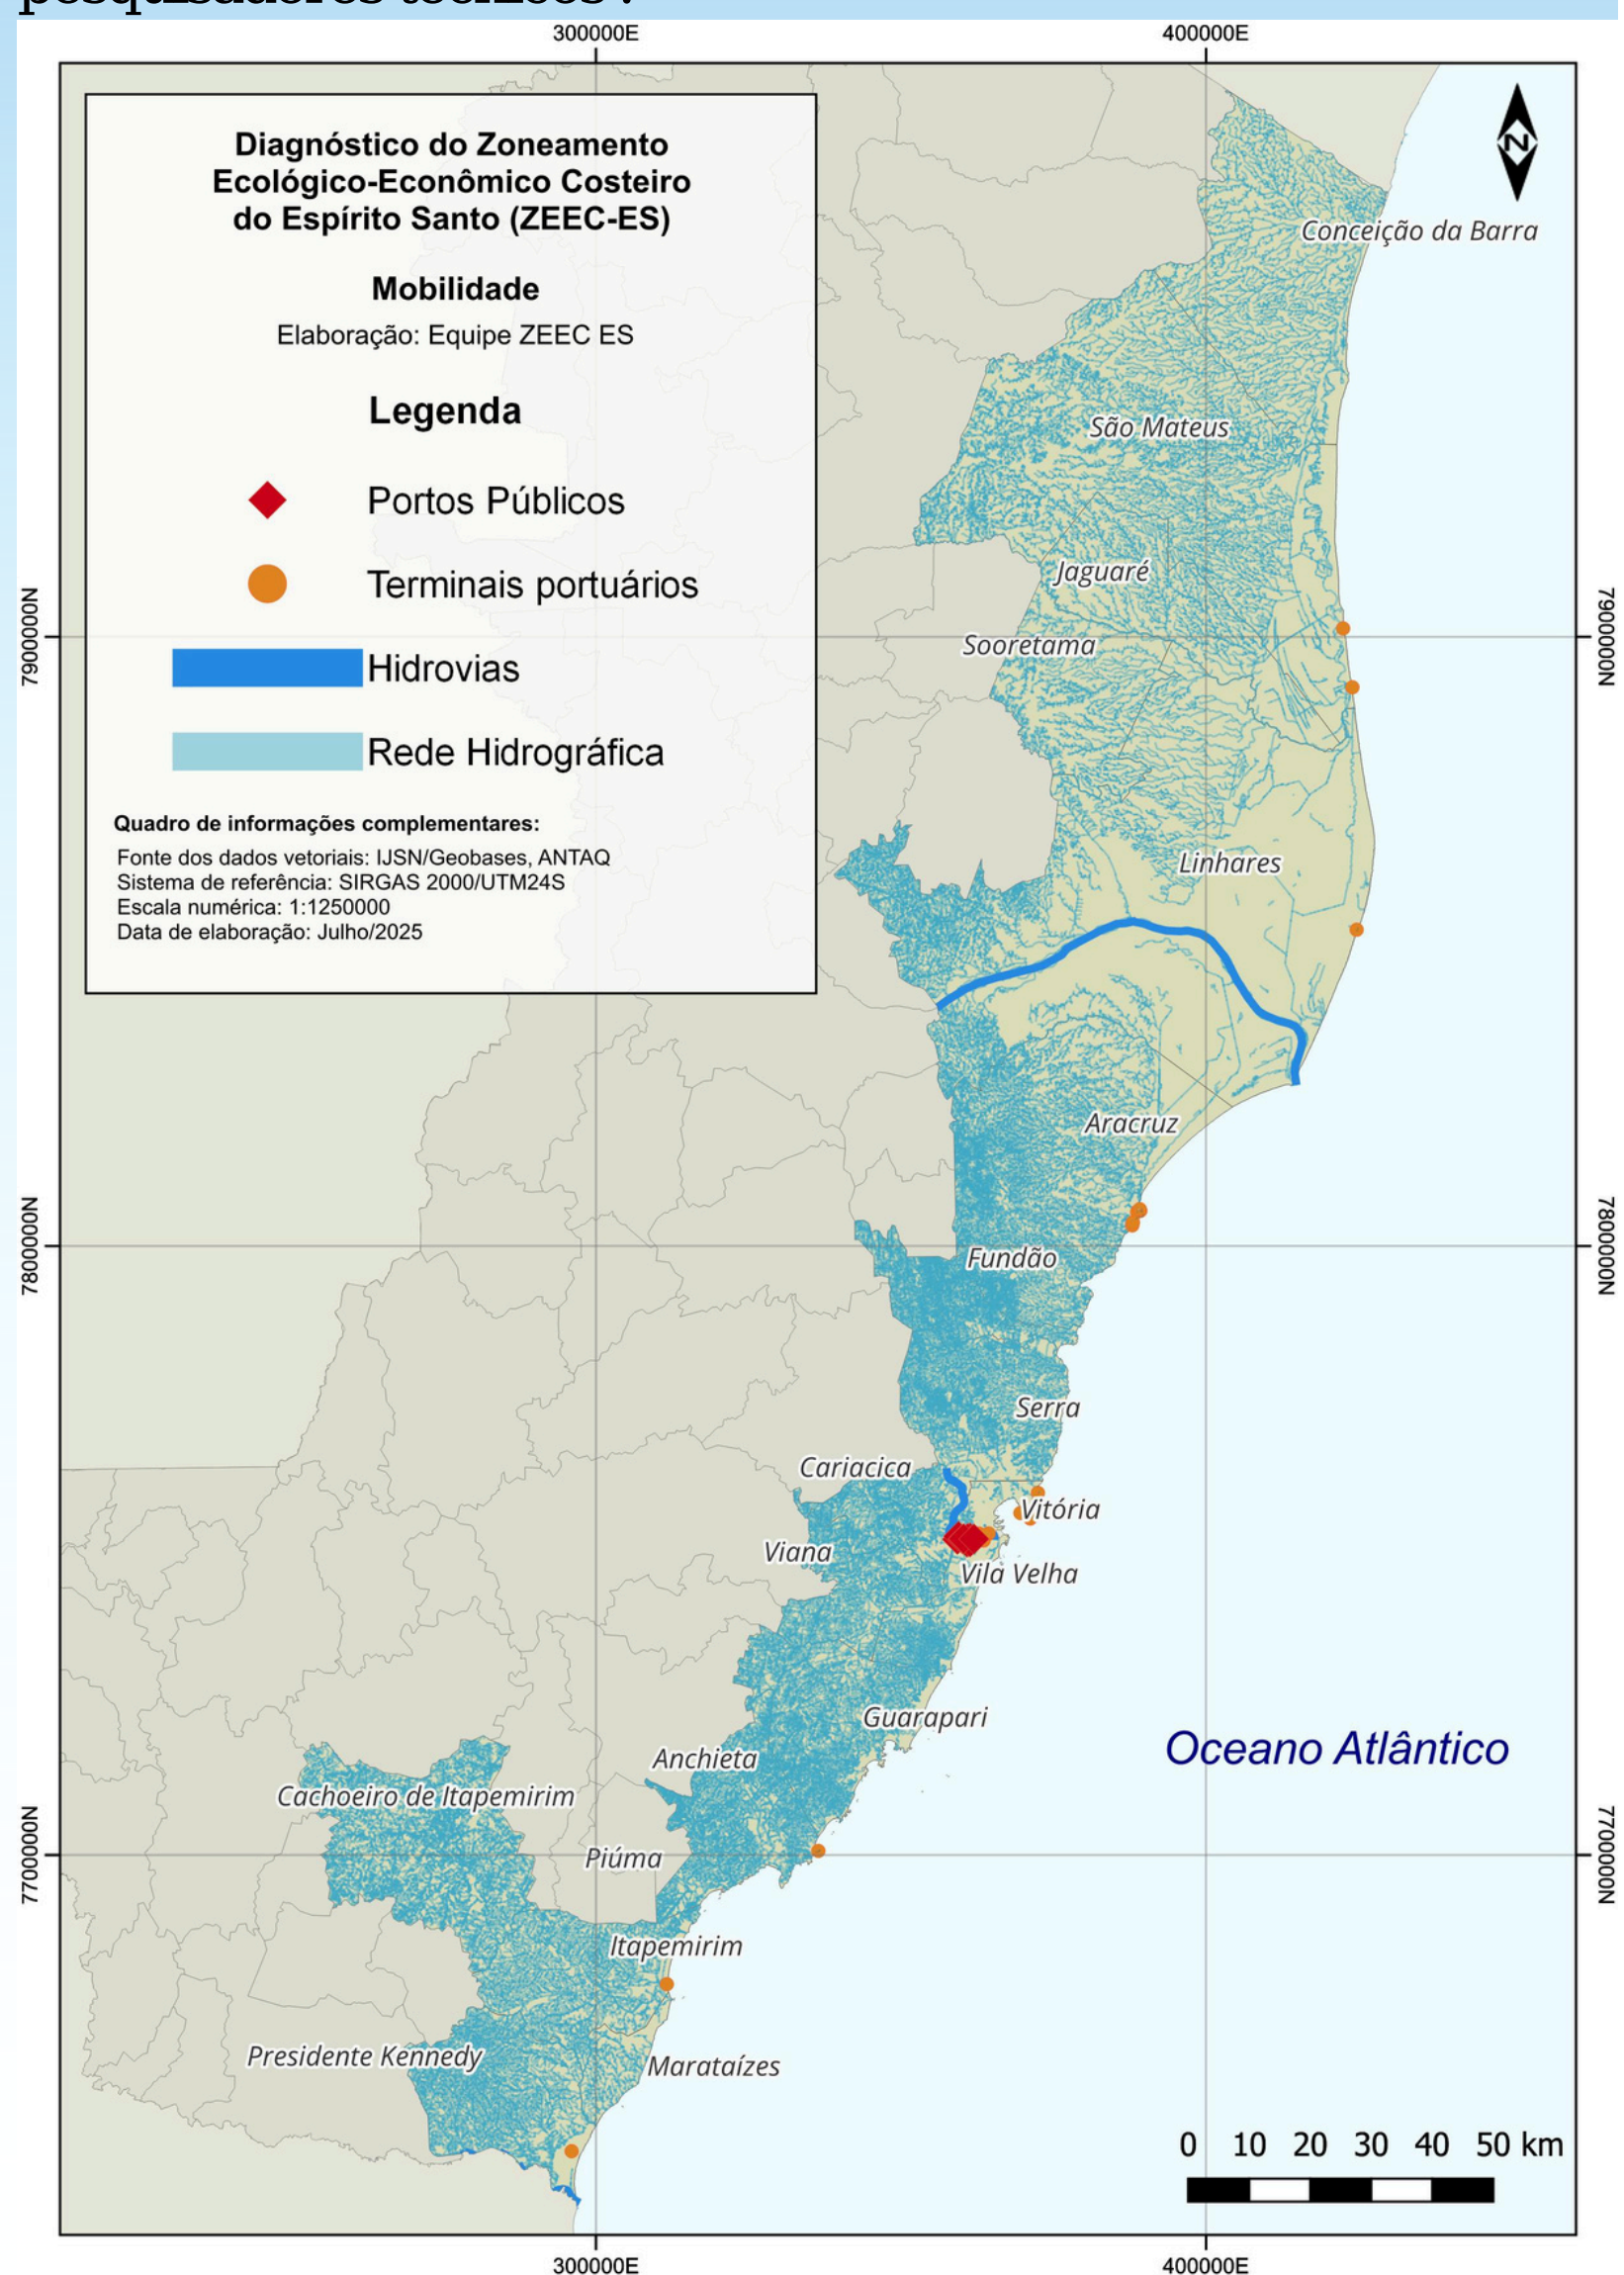 300000E
400000E
Diagnóstico do Zoneamento
Ecológico-Econômico Costeiro
do Espírito Santo (ZEEC-ES)
Mobilidade
Elaboração: Equipe ZEEC ES
Legenda
Portos Públicos
Terminais portuários
Hidrovias
Rede Hidrográfica
Quadro de informações complementares:
Fonte dos dados vetoriais: IJSN/Geobases, ANTAQ
Sistema de referência: SIRGAS 2000/UTM24S
Escala numérica: 1:1250000
Data de elaboração: Julho/2025
N
Conceição da Barra
São Mateus
Jaguaré
7900000N
7900000N
Sooretama
Linhares
Aracruz
7800000N
7800000N
Fundão
Serra
Cariacica
Vitória
Viana
Vila Velha
Guarapari
Oceano Atlântico
Anchieta
Cachoeiro de Itapemirim
7700000N
7700000N
Piúma
Itapemirim
Presidente Kennedy
Marataízes
0 10 20 30 40 50 km
300000E
400000E